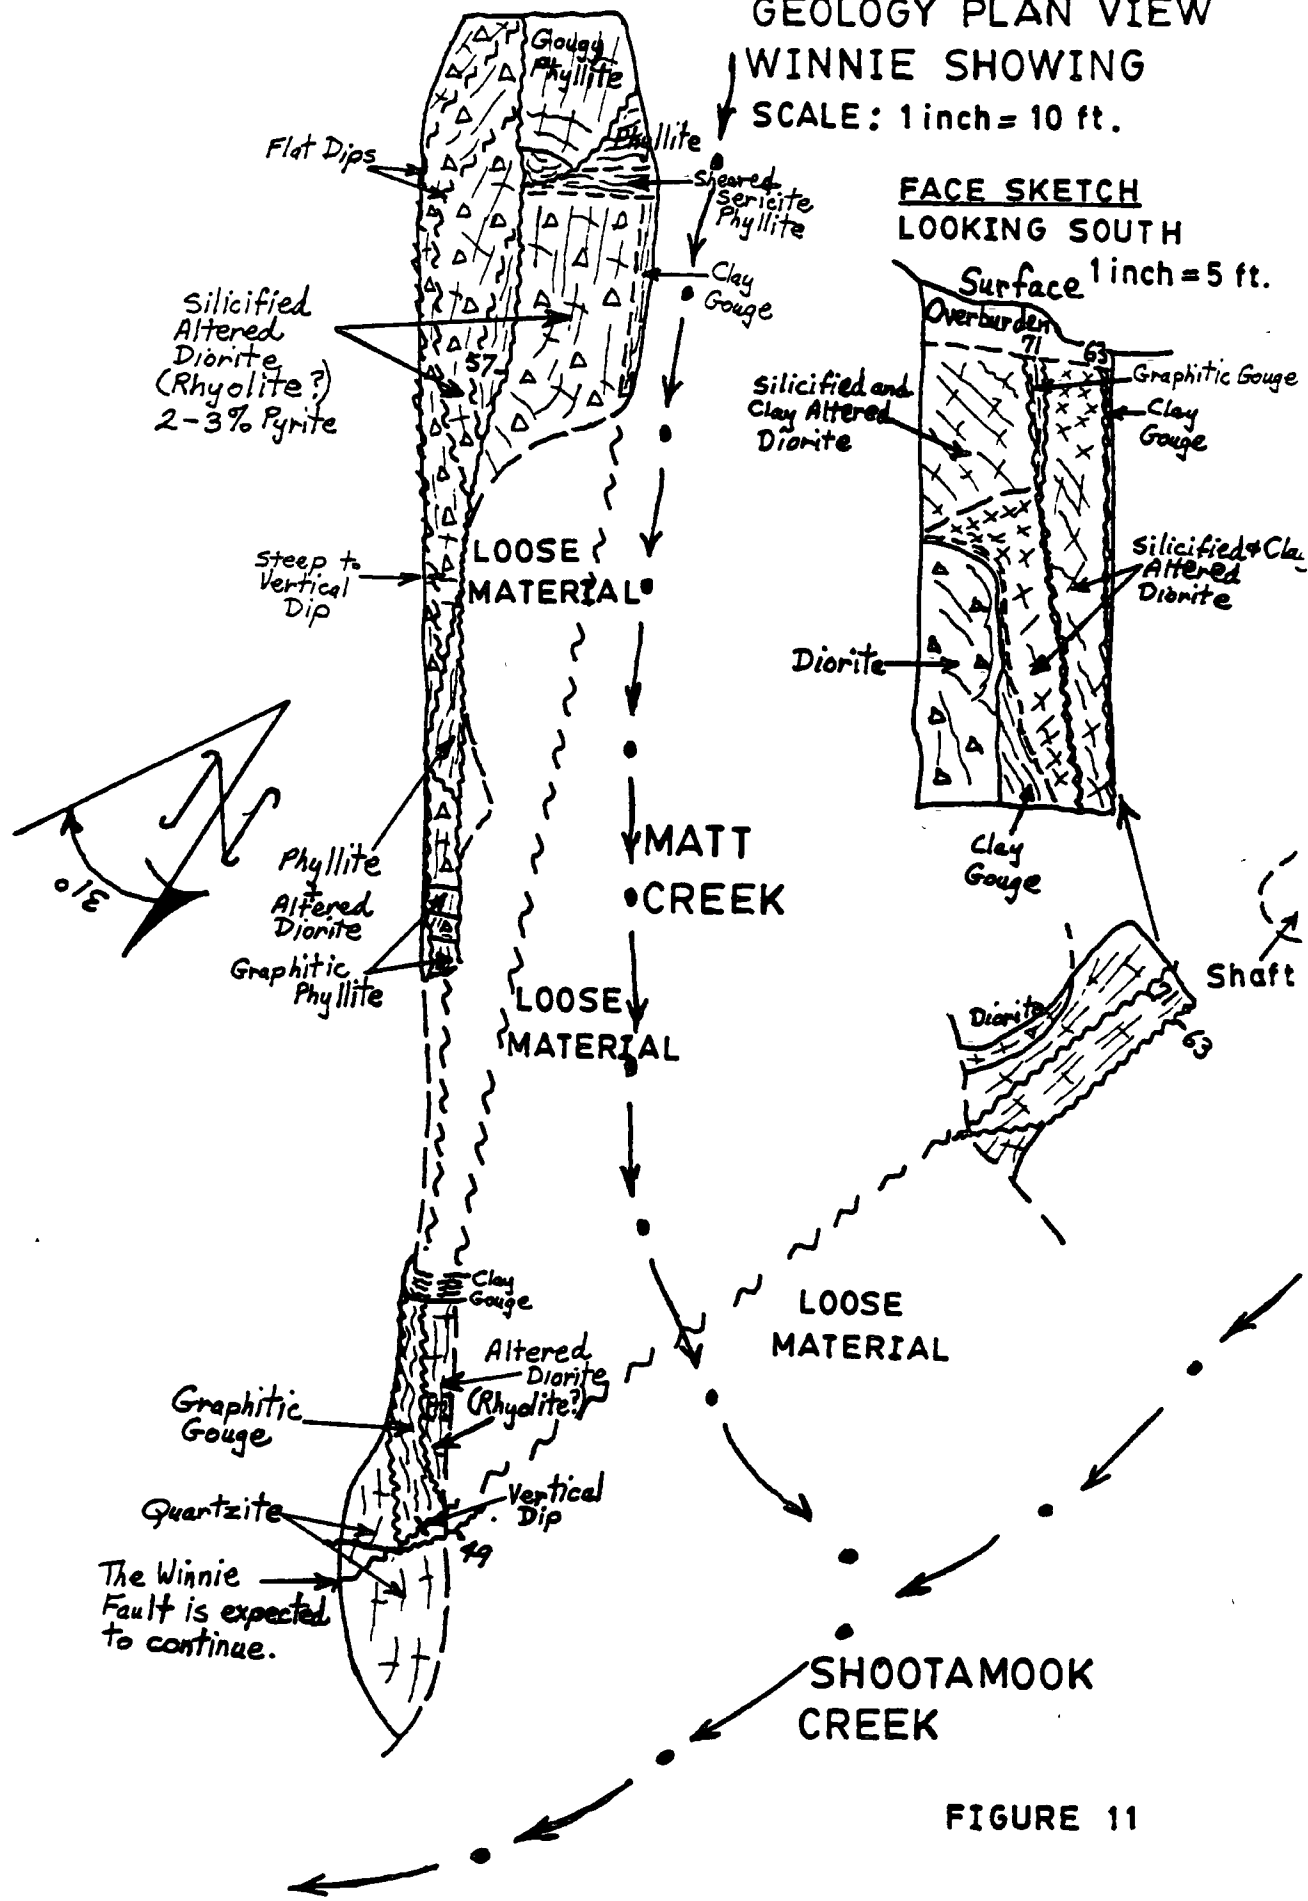 GEOLOGY PLAN VIEW
WINNIE SHOWING
SCALE: 1 inch = 10 ft.
FACE SKETCH
LOOKING SOUTH
1 inch = 5 ft.
Surface
Overburden
71
63
Graphitic Gouge
Clay
Gouge
Silicified and
Clay Altered
Diorite
Silicified & Clay
Altered
Diorite
Diorite
Clay
Gouge
Gougy
Phyllite
Phyllite
Flat Dips
Sheared
Sericite
Phyllite
Clay
Gouge
Silicified
Altered
Diorite
(Rhyolite?)
2-3% Pyrite
57
Steep to
Vertical
Dip
LOOSE
MATERIAL
N
31°
MATT
CREEK
Phyllite
+
Altered
Diorite
Graphitic
Phyllite
LOOSE
MATERIAL
Shaft
Diorite
71
63
Clay
Gouge
LOOSE
MATERIAL
Altered
Diorite
(Rhyolite?)
Graphitic
Gouge
Vertical
Dip
Quartzite
49
The Winnie
Fault is expected
to continue.
SHOOTAMOOK
CREEK
FIGURE 11